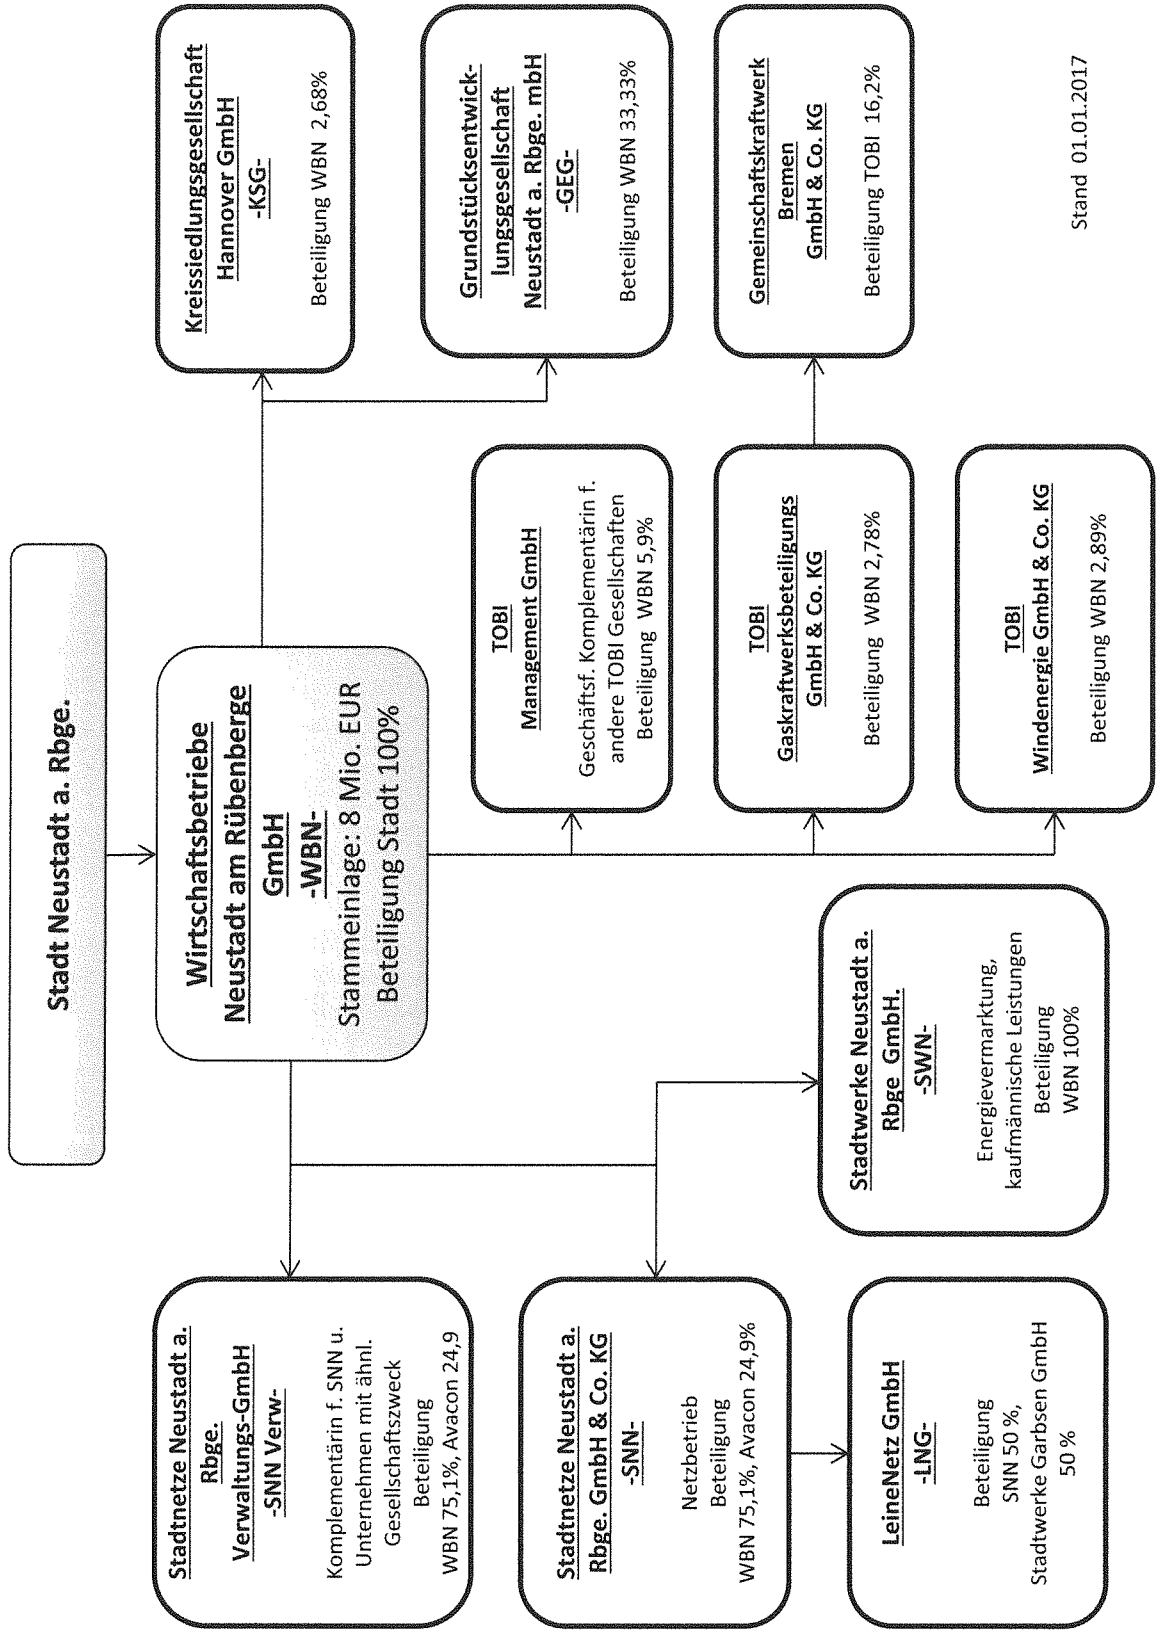 Stadt Neustadt a. Rbge.
Wirtschaftsbetriebe
Neustadt am Rübenberge
GmbH
-WBN-
Stammeinlage: 8 Mio. EUR
Beteiligung Stadt 100%
Stadtnetze Neustadt a.
Rbge.
Verwaltungs-GmbH
-SNN Verw-
Komplementärin f. SNN u.
Unternehmen mit ähnl.
Gesellschaftszweck
Beteiligung
WBN 75,1%, Avacon 24,9
Kreissiedlungsgesellschaft
Hannover GmbH
-KSG-
Beteiligung WBN 2,68%
Grundstücksentwick-
lungsgesellschaft
Neustadt a. Rbge. mbH
-GEG-
Beteiligung WBN 33,33%
Stadtnetze Neustadt a.
Rbge. GmbH & Co. KG
-SNN-
Netzbetrieb
Beteiligung
WBN 75,1%, Avacon 24,9%
TOBI
Management GmbH
Geschäftsf. Komplementärin f.
andere TOBI Gesellschaften
Beteiligung WBN 5,9%
TOBI
Gaskraftwerksbeteiligungs
GmbH & Co. KG
Beteiligung WBN 2,78%
Gemeinschaftskraftwerk
Bremen
GmbH & Co. KG
Beteiligung TOBI 16,2%
LeineNetz GmbH
-LNG-
Beteiligung
SNN 50 %,
Stadtwerke Garbsen GmbH
50 %
Stadtwerke Neustadt a.
Rbge GmbH.
-SWN-
Energievermarktung,
kaufmännische Leistungen
Beteiligung
WBN 100%
TOBI
Windenergie GmbH & Co. KG
Beteiligung WBN 2,89%
Stand 01.01.2017